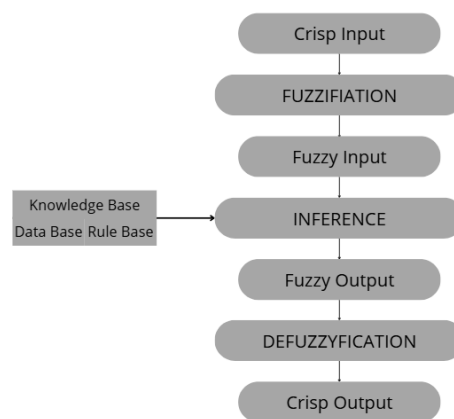 Crisp Input
FUZZIFIATION
Fuzzy Input
Knowledge Base
Data Base Rule Base
INFERENCE
Fuzzy Output
DEFUZZYFICATION
Crisp Output